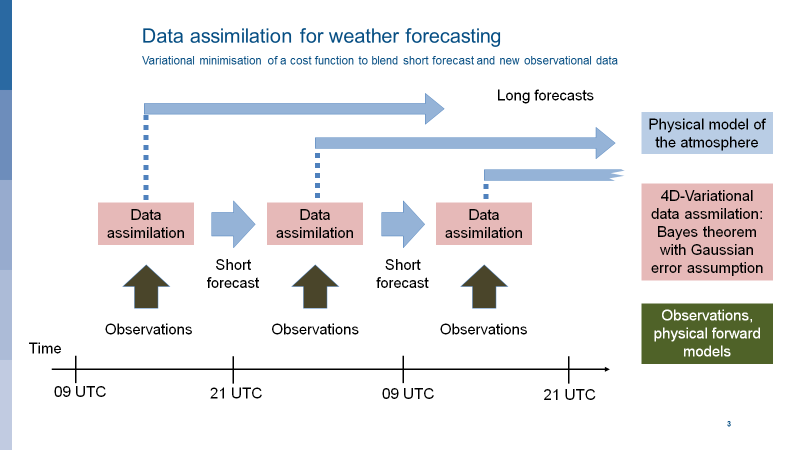 Data assimilation for weather forecasting
Variational minimisation of a cost function to blend short forecast and new observational data
Long forecasts
Physical model of
the atmosphere
4D-Variational
data assmilation:
Bayes theorem
with Gaussian
error assumption
Data
assimilation
Data
assimilation
Data
assimilation
Short
forecast
Short
forecast
Observations
Observations
Observations
Observations,
physical forward
models
Time
09 UTC
21 UTC
09 UTC
21 UTC
3